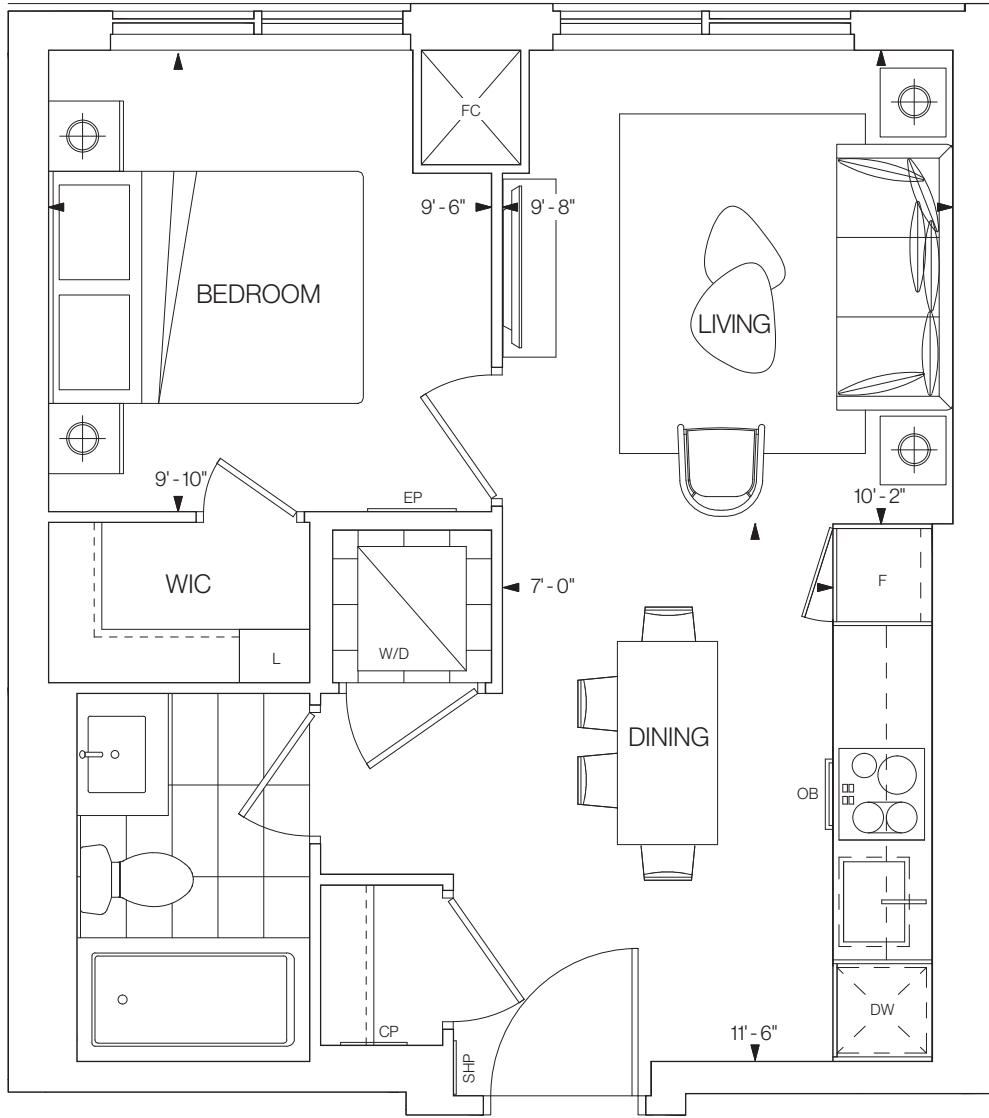 FC
9'-6"
9'-8"
BEDROOM
LIVING
9'-10"
EP
10'-2"
WIC
7'-0"
F
L
W/D
DINING
OB
CP
SHP
11'-6"
DW